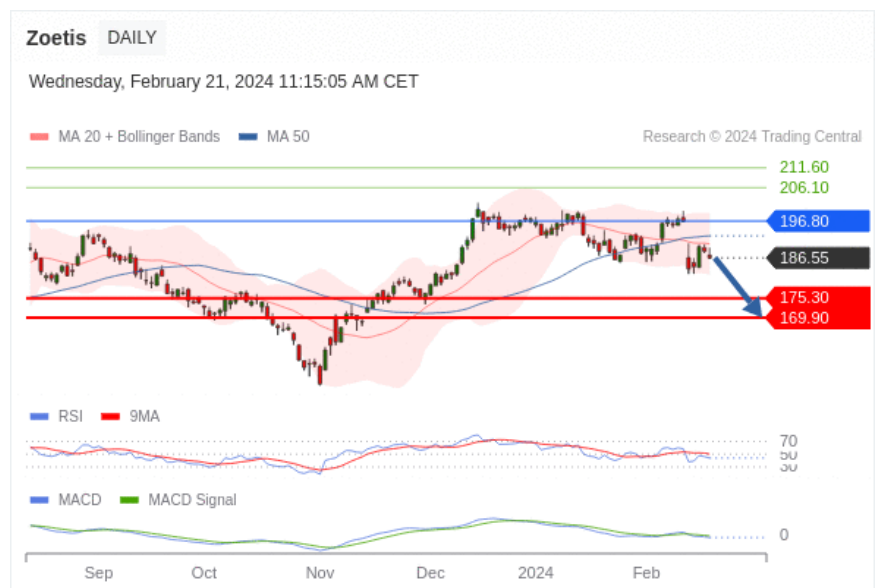 Zoetis DAILY
Wednesday, February 21, 2024 11:15:05 AM CET
MA 20 + Bollinger Bands MA 50 Research © 2024 Trading Central
211.60
206.10
196.80
186.55
175.30
169.90
RSI 9MA
70
50
30
MACD MACD Signal
0
Sep Oct Nov Dec 2024 Feb